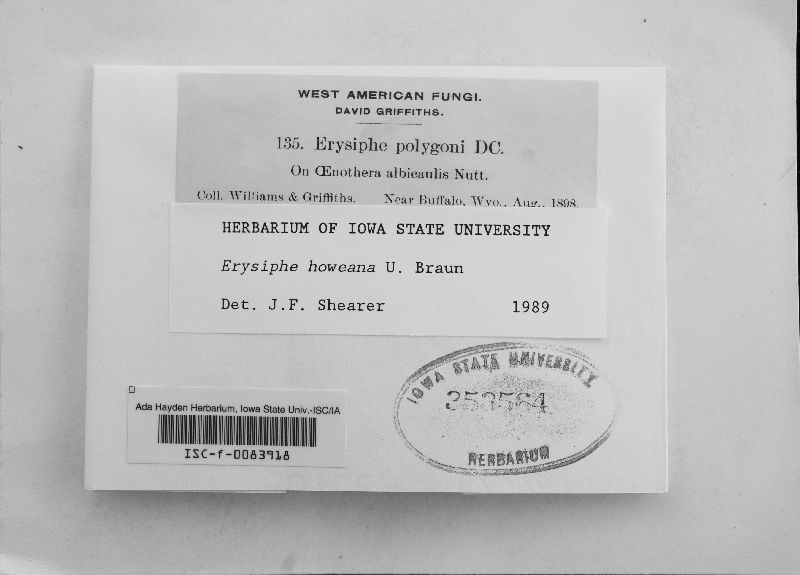 WEST AMERICAN FUNGI.
DAVID GRIFFITHS.
135. Erysiphe polygoni DC.
On Œnothera albicaulis Nutt.
Coll. Williams & Griffiths. Near Buffalo, Wyo., Aug., 1898.
HERBARIUM OF IOWA STATE UNIVERSITY
Erysiphe howeana U. Braun
Det. J.F. Shearer 1989
IOWA STATE UNIVERSITY
353564
HERBARIUM
Ada Hayden Herbarium, Iowa State Univ.-ISC/IA
ISC-f-0083918